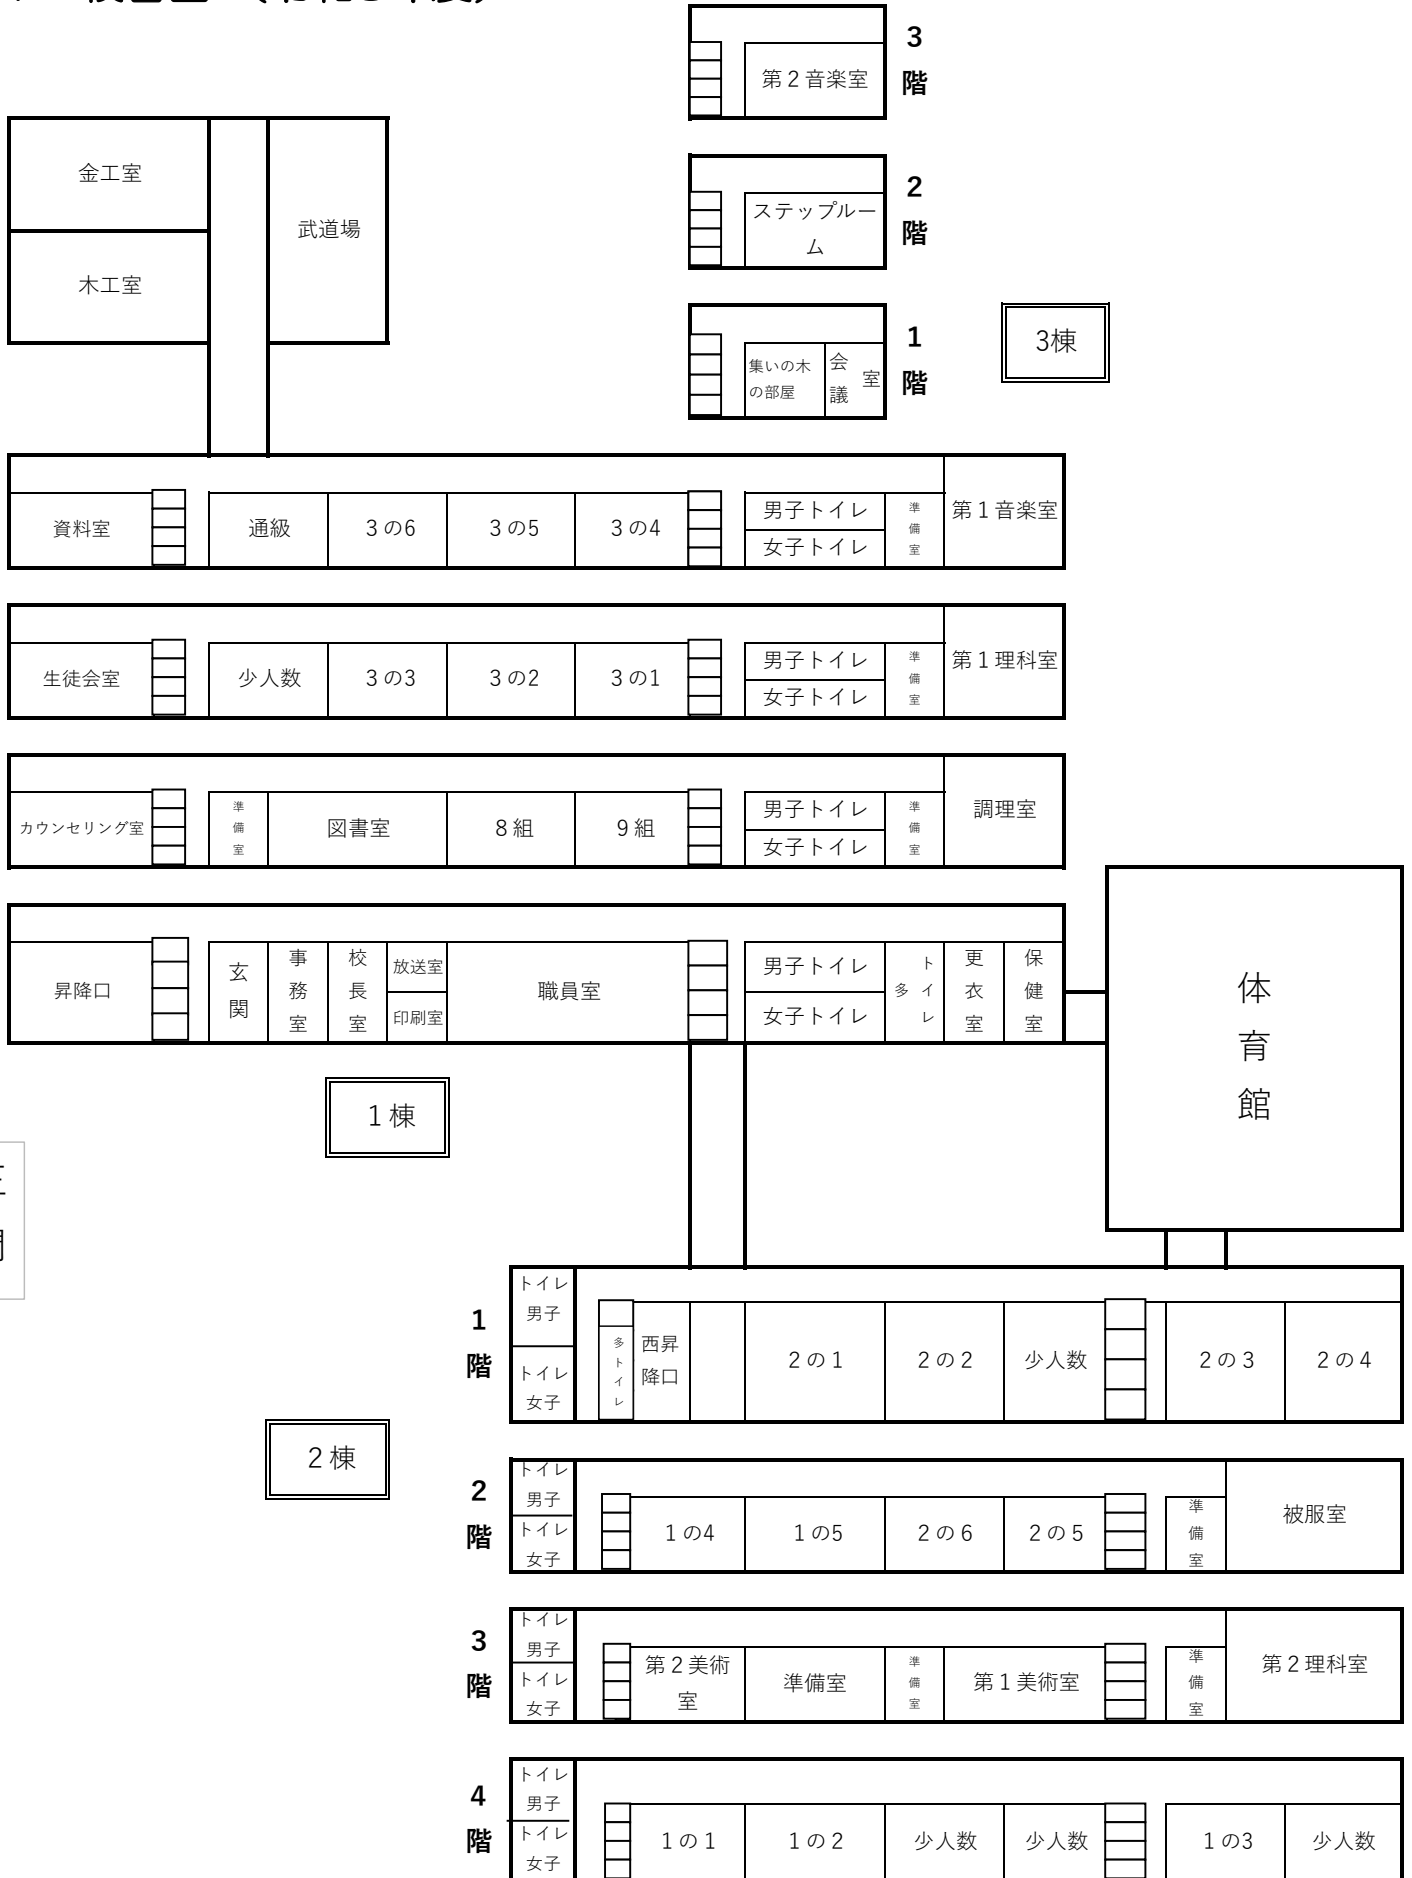 3
階
第２音楽室
金工室
武道場
木工室
2
階
ステップルー
ム
1
階
集いの木
の部屋
会議
室
3棟
資料室
通級
３の6
３の5
３の4
男子トイレ
女子トイレ
準備室
第１音楽室
生徒会室
少人数
３の3
３の2
３の1
男子トイレ
女子トイレ
準備室
第１理科室
カウンセリング室
準備室
図書室
８組
９組
男子トイレ
女子トイレ
準備室
調理室
昇降口
玄関
事務室
校長室
放送室
印刷室
職員室
男子トイレ
女子トイレ
多
トイレ
更衣室
保健室
体育館
１棟
1
階
トイレ
男子
トイレ
女子
多トイレ
西昇
降口
２の１
２の２
少人数
２の３
２の４
２棟
2
階
トイレ
男子
トイレ
女子
１の4
１の5
２の６
２の５
準備室
被服室
3
階
トイレ
男子
トイレ
女子
第２美術
室
準備室
準備室
第１美術室
準備室
第２理科室
4
階
トイレ
男子
トイレ
女子
１の１
１の２
少人数
少人数
１の3
少人数